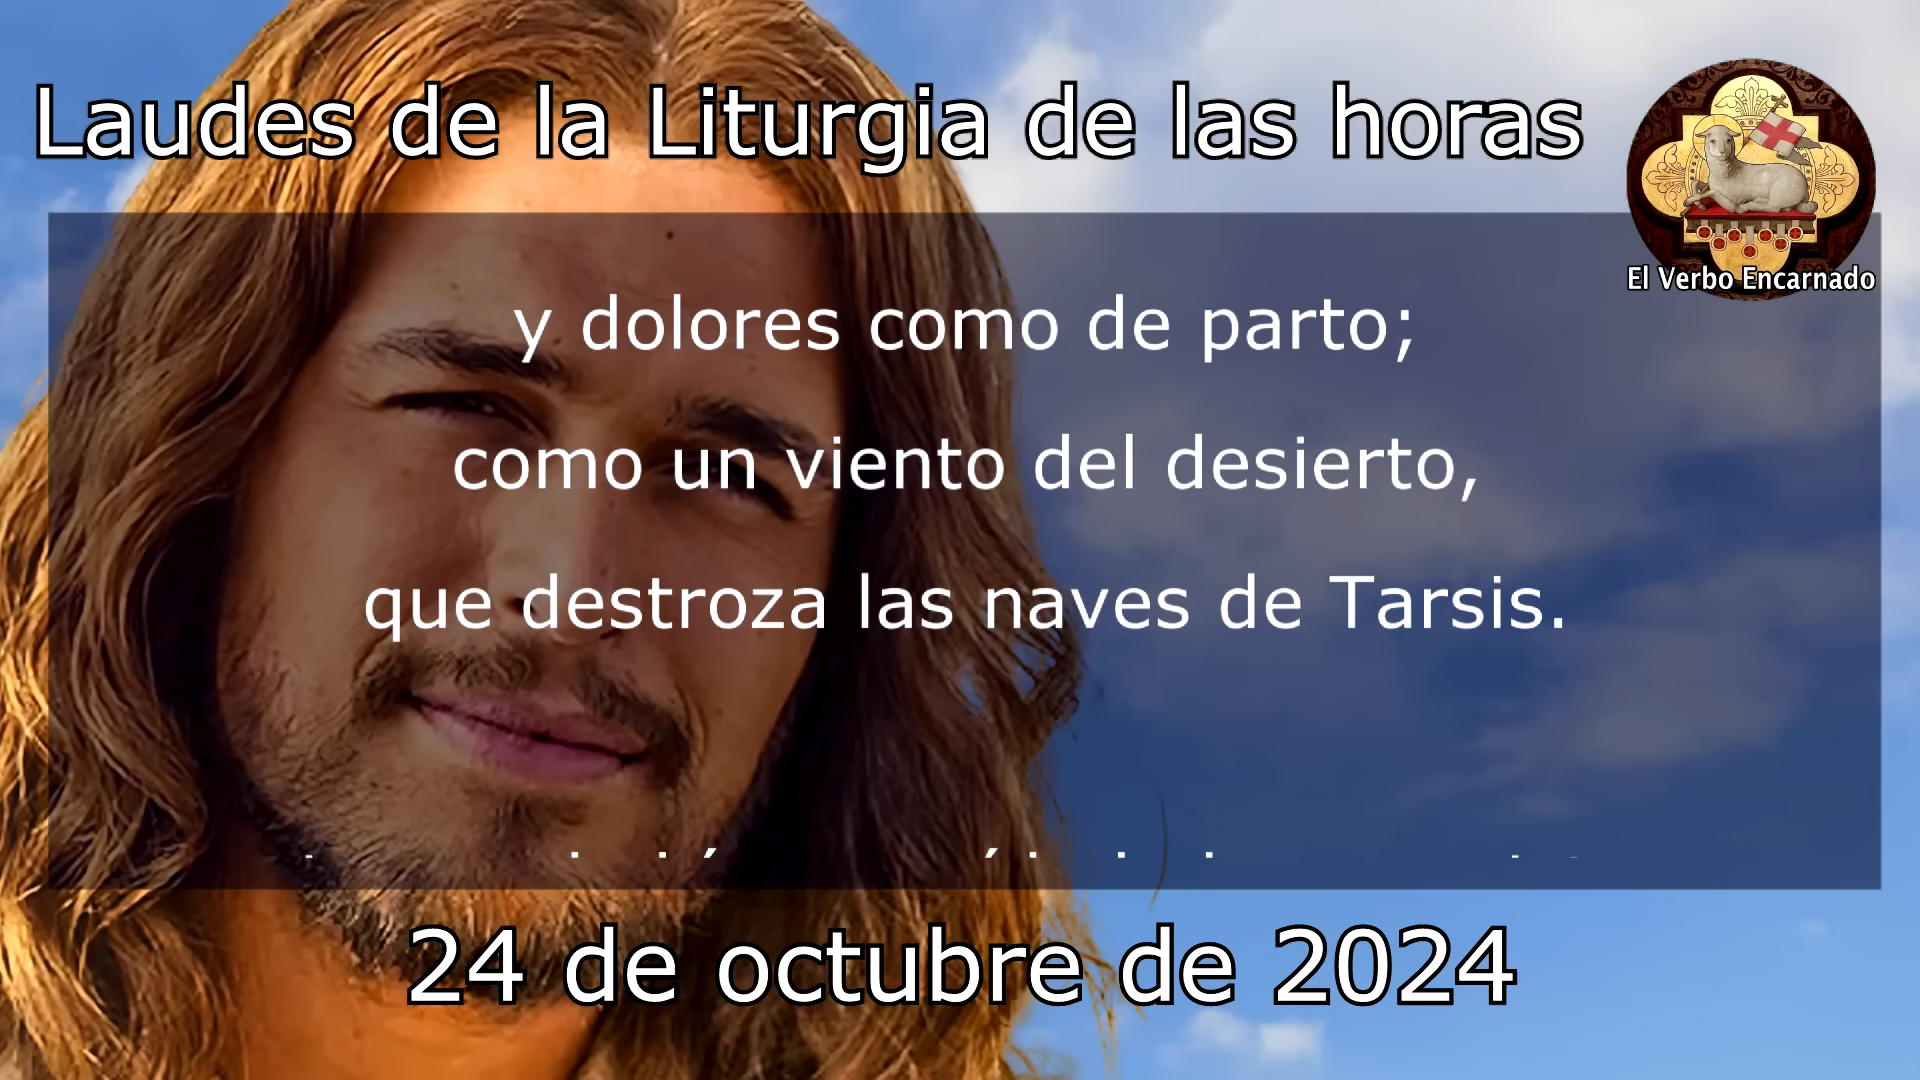 Laudes de la Liturgia de las horas
El Verbo Encarnado
y dolores como de parto;
como un viento del desierto,
que destroza las naves de Tarsis.
24 de octubre de 2024